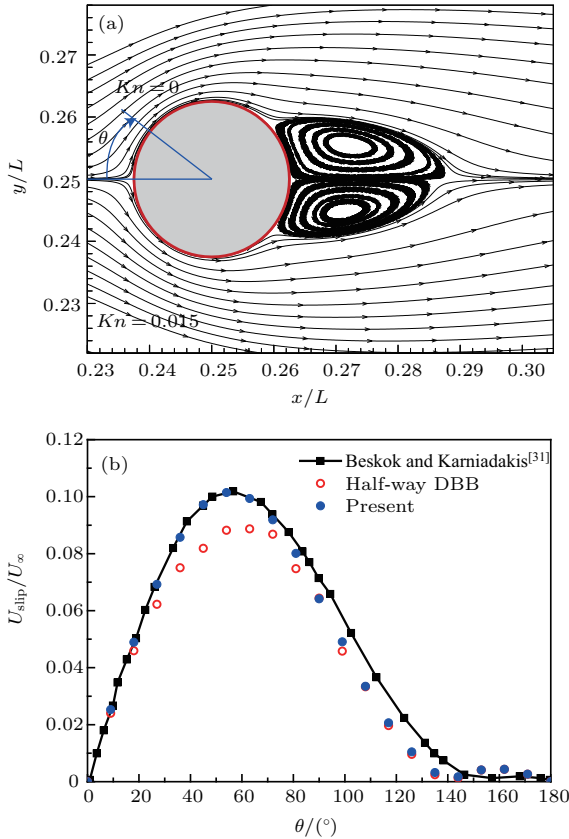 (a)
0.28
0.27
0.26
0.25
0.24
0.23
y/L
Kn=0
θ
Kn=0.015
0.23 0.24 0.25 0.26 0.27 0.28 0.29 0.30
x/L
(b)
0.12
0.10
0.08
0.06
0.04
0.02
0
U_slip/U_∞
Beskok and Karniadakis[31]
Half-way DBB
Present
0 20 40 60 80 100 120 140 160 180
θ/(°)